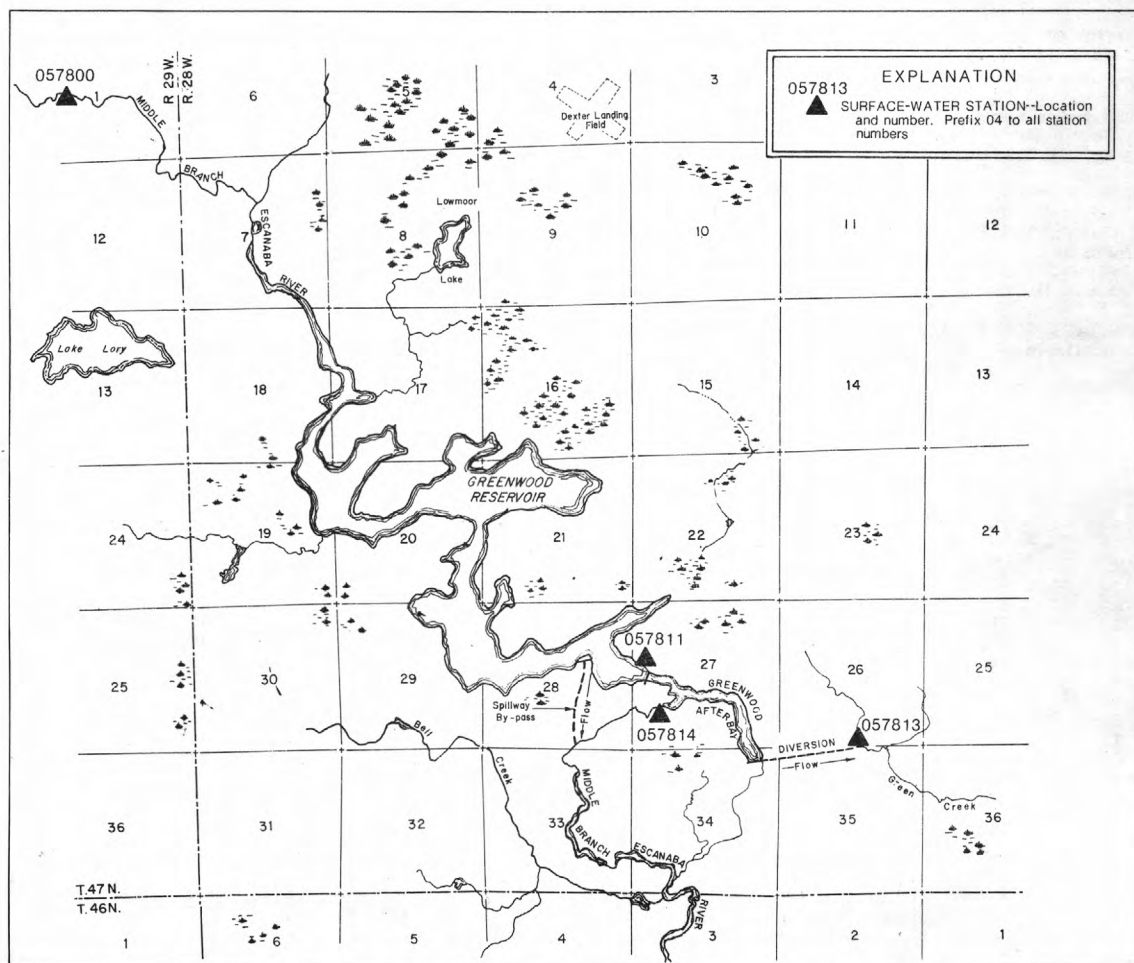 057800
R. 29 W.
R. 28 W.
1
6
5
4
3
Dexter Landing
Field
EXPLANATION
057813
SURFACE-WATER STATION--Location
and number. Prefix 04 to all station
numbers
MIDDLE
BRANCH
ESCANABA
RIVER
12
7
8
Lowmoor
Lake
9
10
11
12
Lake Lory
13
18
17
16
15
14
13
GREENWOOD
RESERVOIR
24
19
20
21
22
23
24
057811
25
30
29
28
27
26
25
GREENWOOD
AFTERBAY
Spillway
By-pass
Flow
057814
057813
DIVERSION
Flow
Bell
Creek
Green
Creek
36
31
32
33
34
35
36
MIDDLE
BRANCH
ESCANABA
RIVER
T. 47 N.
T. 46 N.
1
6
5
4
3
2
1